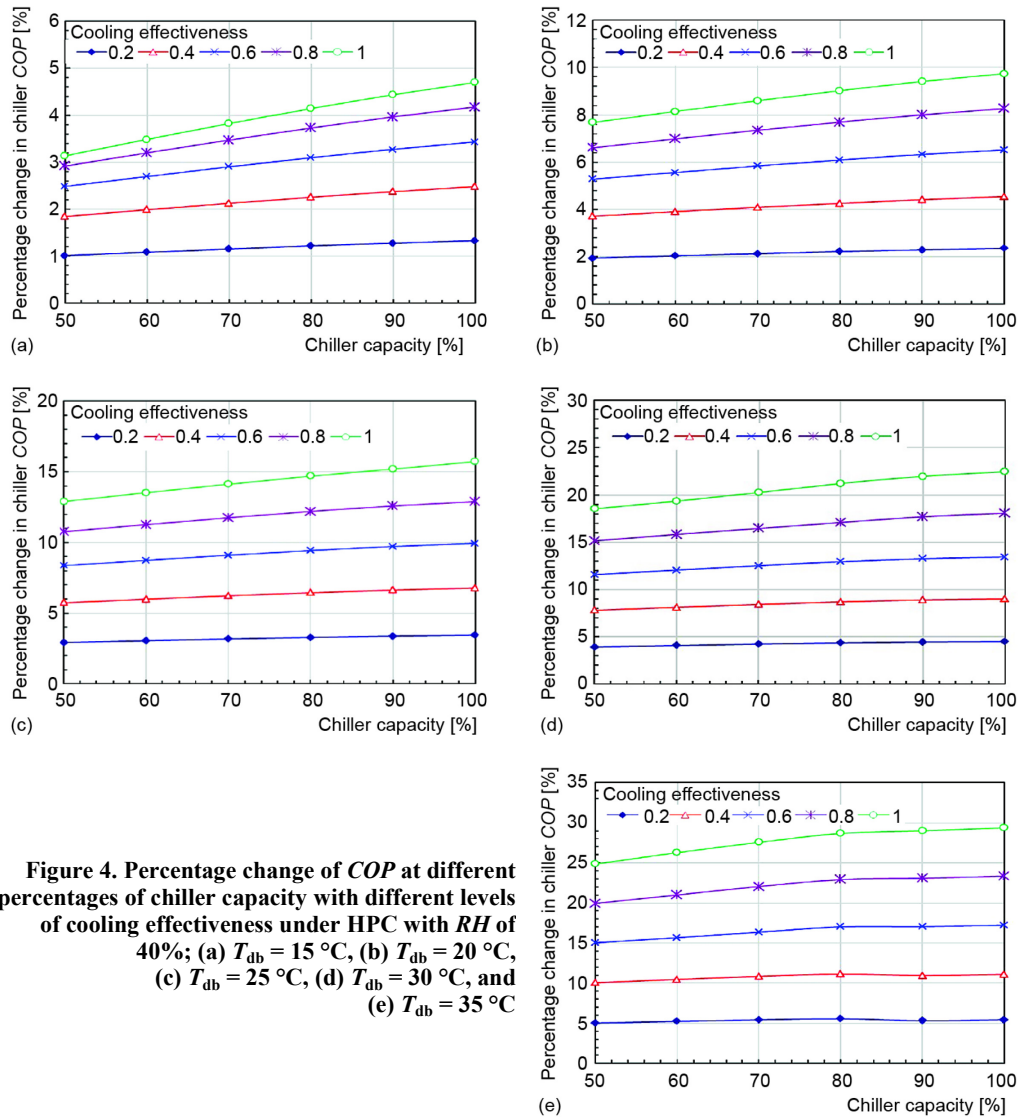 Percentage change in chiller COP [%]
Cooling effectiveness
0.2 0.4 0.6 0.8 1
6
5
4
3
2
1
0
50 60 70 80 90 100
(a) Chiller capacity [%]
Percentage change in chiller COP [%]
Cooling effectiveness
0.2 0.4 0.6 0.8 1
12
10
8
6
4
2
0
50 60 70 80 90 100
(b) Chiller capacity [%]
Percentage change in chiller COP [%]
Cooling effectiveness
0.2 0.4 0.6 0.8 1
20
15
10
5
0
50 60 70 80 90 100
(c) Chiller capacity [%]
Percentage change in chiller COP [%]
Cooling effectiveness
0.2 0.4 0.6 0.8 1
30
25
20
15
10
5
0
50 60 70 80 90 100
(d) Chiller capacity [%]
Figure 4. Percentage change of COP at different
percentages of chiller capacity with different levels
of cooling effectiveness under HPC with RH of
40%; (a) Tdb = 15 °C, (b) Tdb = 20 °C,
(c) Tdb = 25 °C, (d) Tdb = 30 °C, and
(e) Tdb = 35 °C
Percentage change in chiller COP [%]
Cooling effectiveness
0.2 0.4 0.6 0.8 1
35
30
25
20
15
10
5
0
50 60 70 80 90 100
(e) Chiller capacity [%]